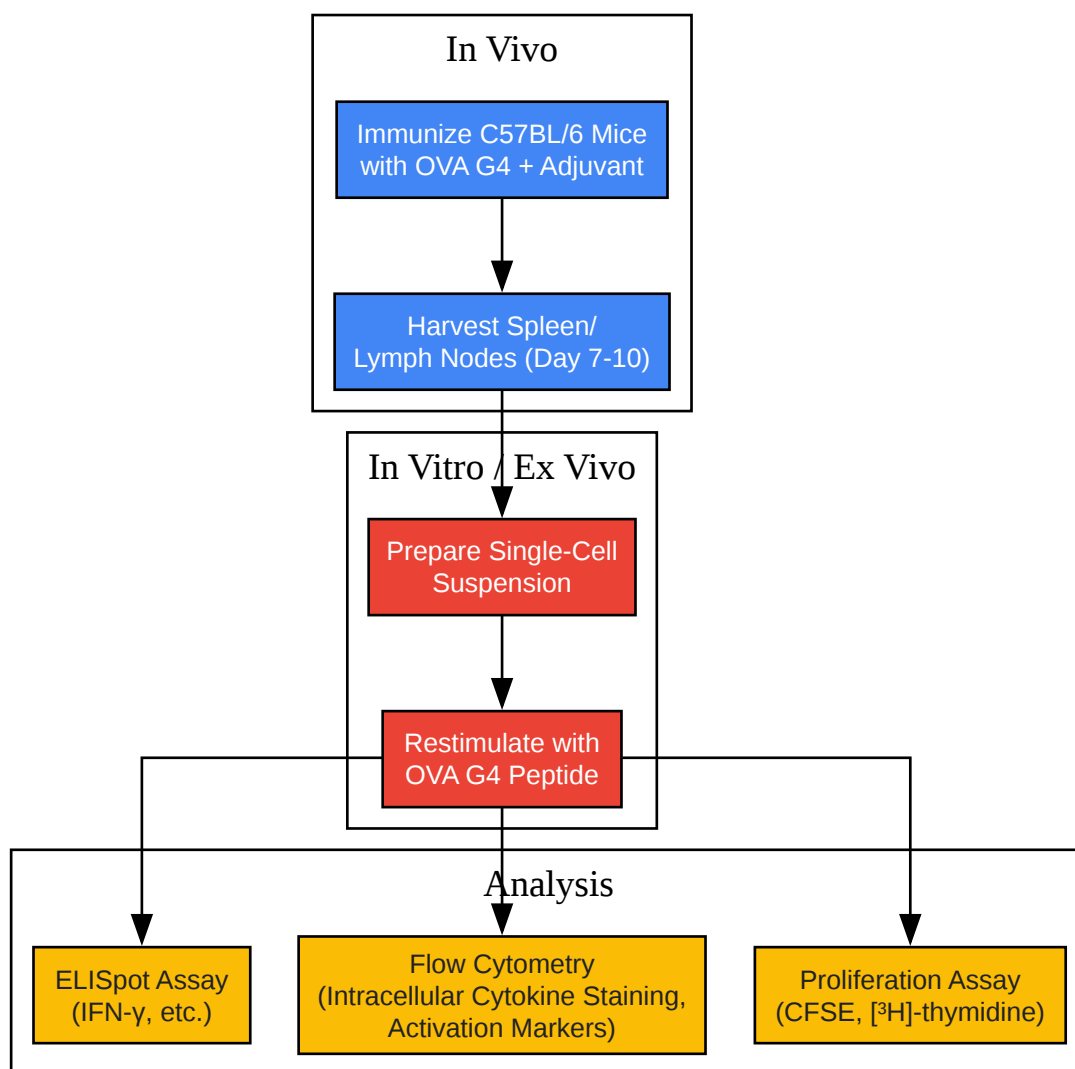 In Vivo
Immunize C57BL/6 Mice
with OVA G4 + Adjuvant
Harvest Spleen/
Lymph Nodes (Day 7-10)
In Vitro / Ex Vivo
Prepare Single-Cell
Suspension
Restimulate with
OVA G4 Peptide
Analysis
ELISpot Assay
(IFN-γ, etc.)
Flow Cytometry
(Intracellular Cytokine Staining,
Activation Markers)
Proliferation Assay
(CFSE, [³H]-thymidine)